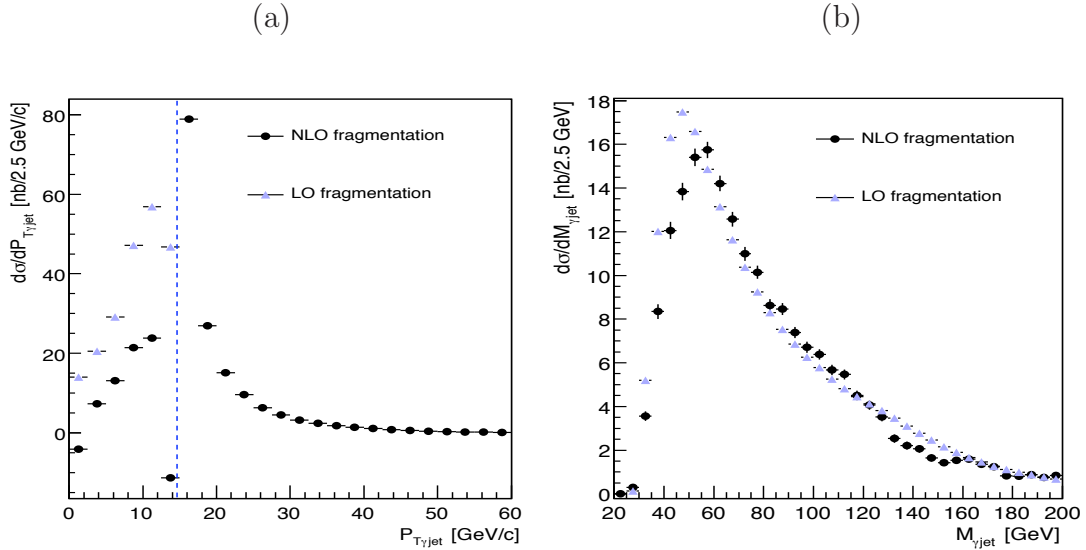 (a)
(b)
dσ/dP_{Tγjet} [nb/2.5 GeV/c]
80
60
40
20
0
NLO fragmentation
LO fragmentation
0 10 20 30 40 50 60
P_{Tγjet} [GeV/c]
dσ/dM_{γjet} [nb/2.5 GeV]
18
16
14
12
10
8
6
4
2
0
NLO fragmentation
LO fragmentation
20 40 60 80 100 120 140 160 180 200
M_{γjet} [GeV]